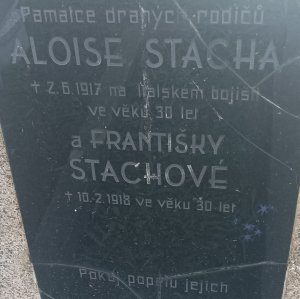 Památce drahých rodičů
ALOISE STACHA
† 2.6.1917 na italském bojišti
ve věku 30 let
a FRANTIŠKY
STACHOVÉ
† 10.2.1918 ve věku 30 let
Pokoj popelu jejich